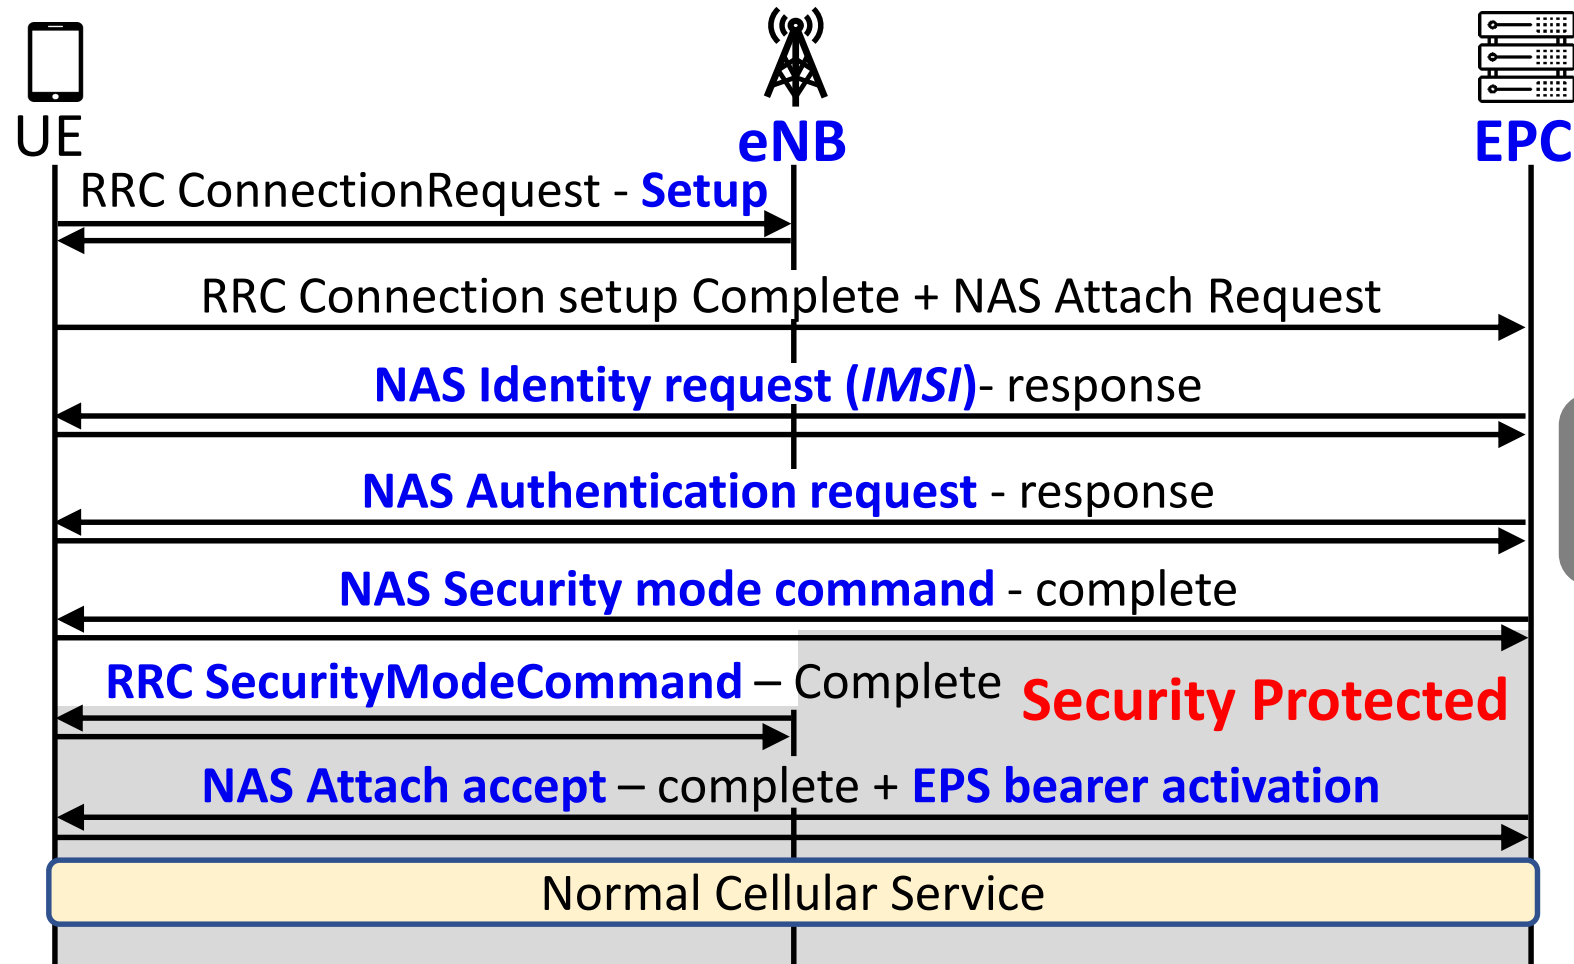 UE
eNB
EPC
RRC ConnectionRequest - Setup
RRC Connection setup Complete + NAS Attach Request
NAS Identity request (IMSI)- response
NAS Authentication request - response
NAS Security mode command - complete
RRC SecurityModeCommand – Complete
Security Protected
NAS Attach accept – complete + EPS bearer activation
Normal Cellular Service